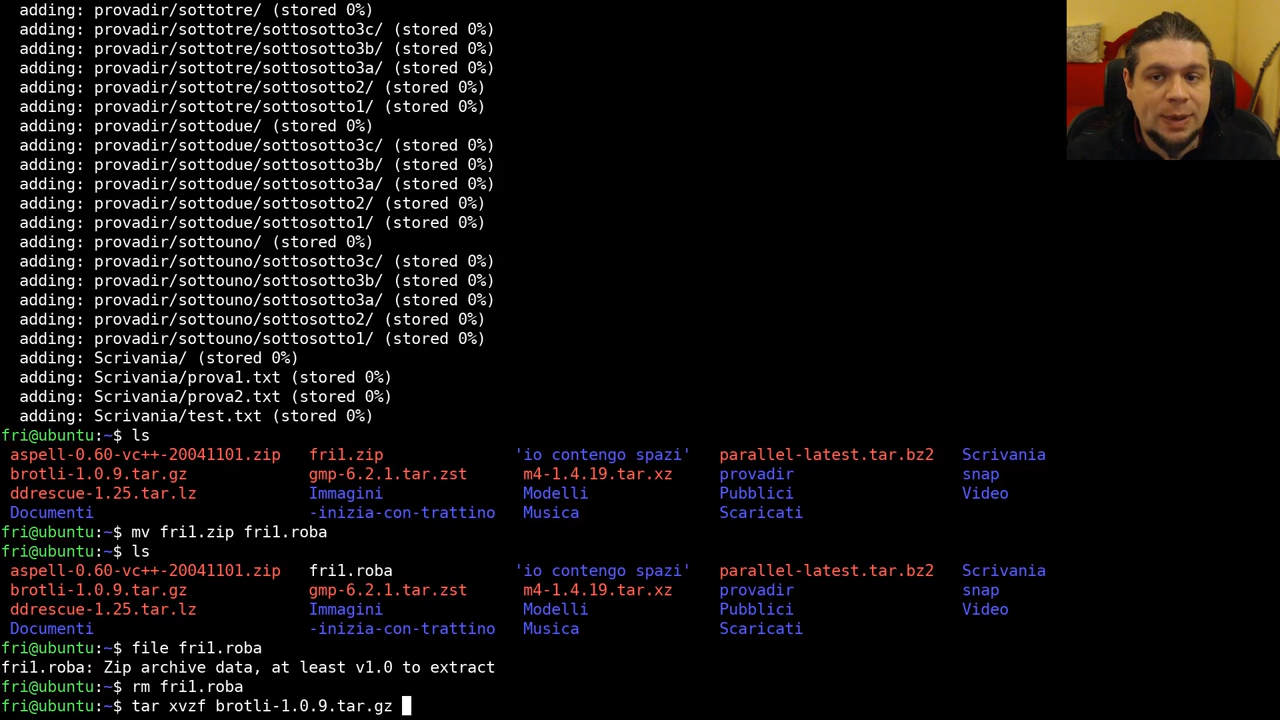 adding: provadir/sottotre/ (stored 0%)
adding: provadir/sottotre/sottosotto3c/ (stored 0%)
adding: provadir/sottotre/sottosotto3b/ (stored 0%)
adding: provadir/sottotre/sottosotto3a/ (stored 0%)
adding: provadir/sottotre/sottosotto2/ (stored 0%)
adding: provadir/sottotre/sottosotto1/ (stored 0%)
adding: provadir/sottodue/ (stored 0%)
adding: provadir/sottodue/sottosotto3c/ (stored 0%)
adding: provadir/sottodue/sottosotto3b/ (stored 0%)
adding: provadir/sottodue/sottosotto3a/ (stored 0%)
adding: provadir/sottodue/sottosotto2/ (stored 0%)
adding: provadir/sottodue/sottosotto1/ (stored 0%)
adding: provadir/sottouno/ (stored 0%)
adding: provadir/sottouno/sottosotto3c/ (stored 0%)
adding: provadir/sottouno/sottosotto3b/ (stored 0%)
adding: provadir/sottouno/sottosotto3a/ (stored 0%)
adding: provadir/sottouno/sottosotto2/ (stored 0%)
adding: provadir/sottouno/sottosotto1/ (stored 0%)
adding: Scrivania/ (stored 0%)
adding: Scrivania/prova1.txt (stored 0%)
adding: Scrivania/prova2.txt (stored 0%)
adding: Scrivania/test.txt (stored 0%)
fri@ubuntu:~$ ls
aspell-0.60-vc++-20041101.zip fri1.zip 'io contengo spazi' parallel-latest.tar.bz2 Scrivania
brotli-1.0.9.tar.gz gmp-6.2.1.tar.zst m4-1.4.19.tar.xz provadir snap
ddrescue-1.25.tar.lz Immagini Modelli Pubblici Video
Documenti -inizia-con-trattino Musica Scaricati
fri@ubuntu:~$ mv fri1.zip fri1.roba
fri@ubuntu:~$ ls
aspell-0.60-vc++-20041101.zip fri1.roba 'io contengo spazi' parallel-latest.tar.bz2 Scrivania
brotli-1.0.9.tar.gz gmp-6.2.1.tar.zst m4-1.4.19.tar.xz provadir snap
ddrescue-1.25.tar.lz Immagini Modelli Pubblici Video
Documenti -inizia-con-trattino Musica Scaricati
fri@ubuntu:~$ file fri1.roba
fri1.roba: Zip archive data, at least v1.0 to extract
fri@ubuntu:~$ rm fri1.roba
fri@ubuntu:~$ tar xvzf brotli-1.0.9.tar.gz